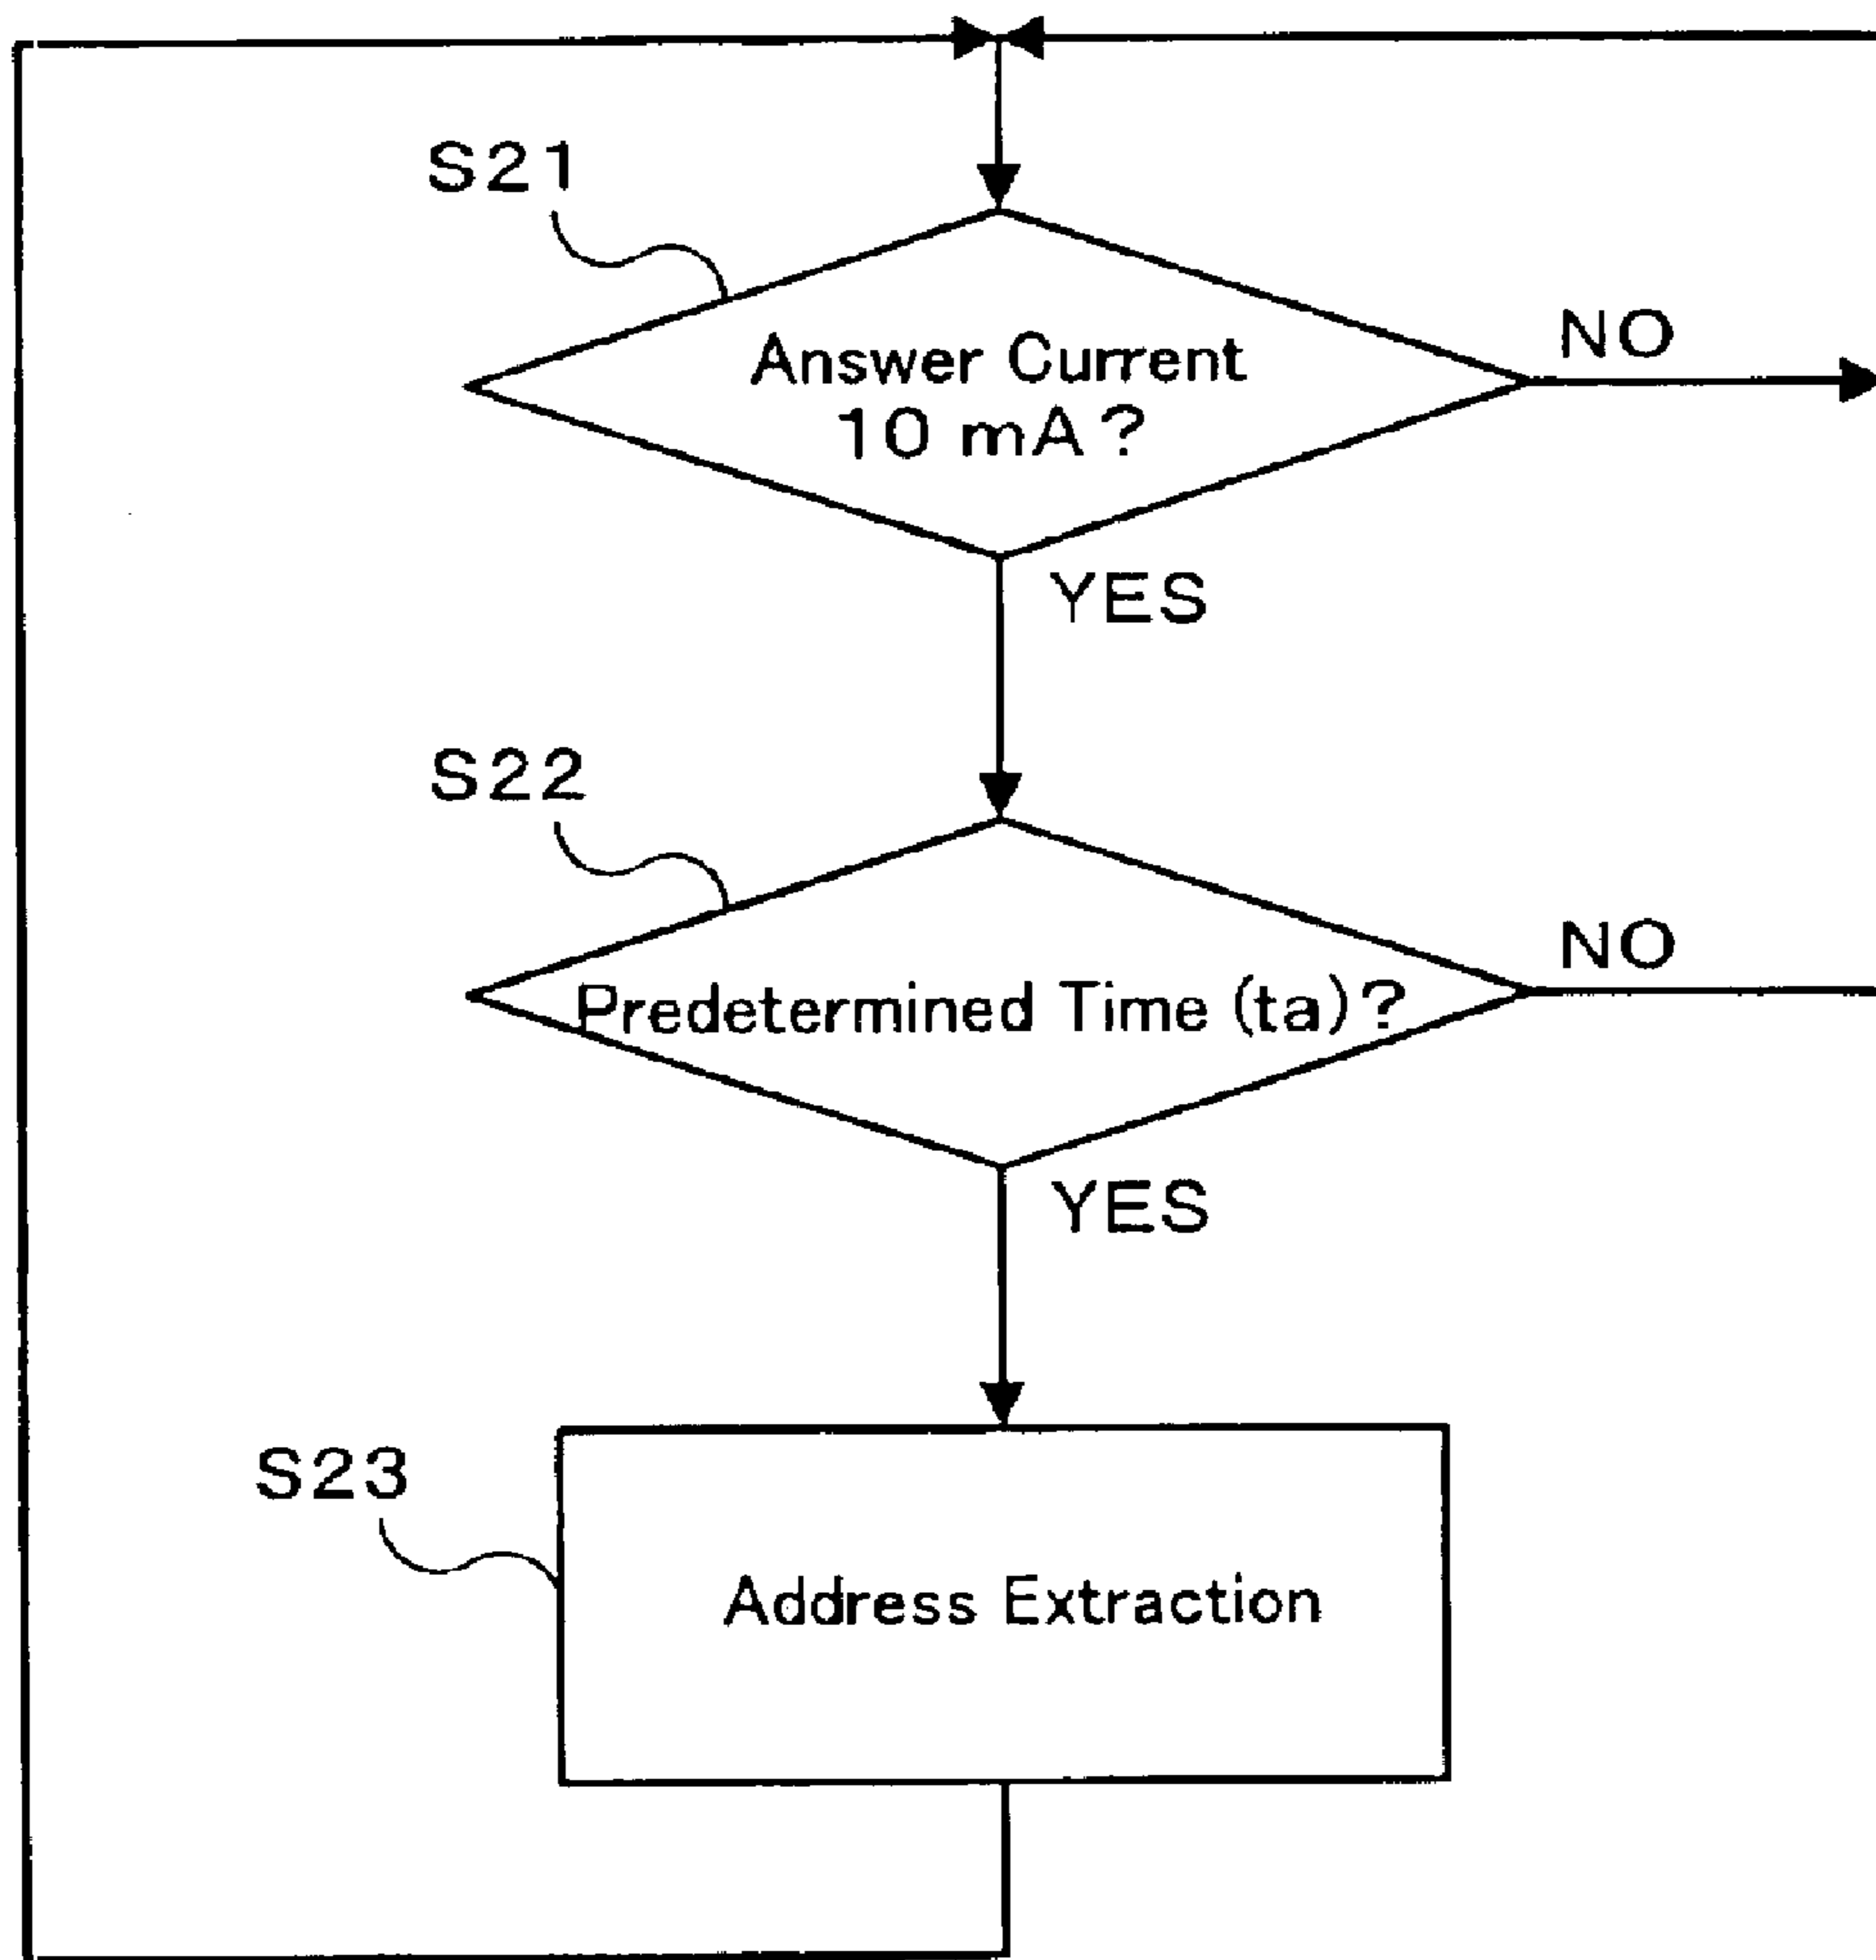 S21
Answer Current
10 mA?
NO
YES
S22
Predetermined Time (ta)?
NO
YES
S23
Address Extraction